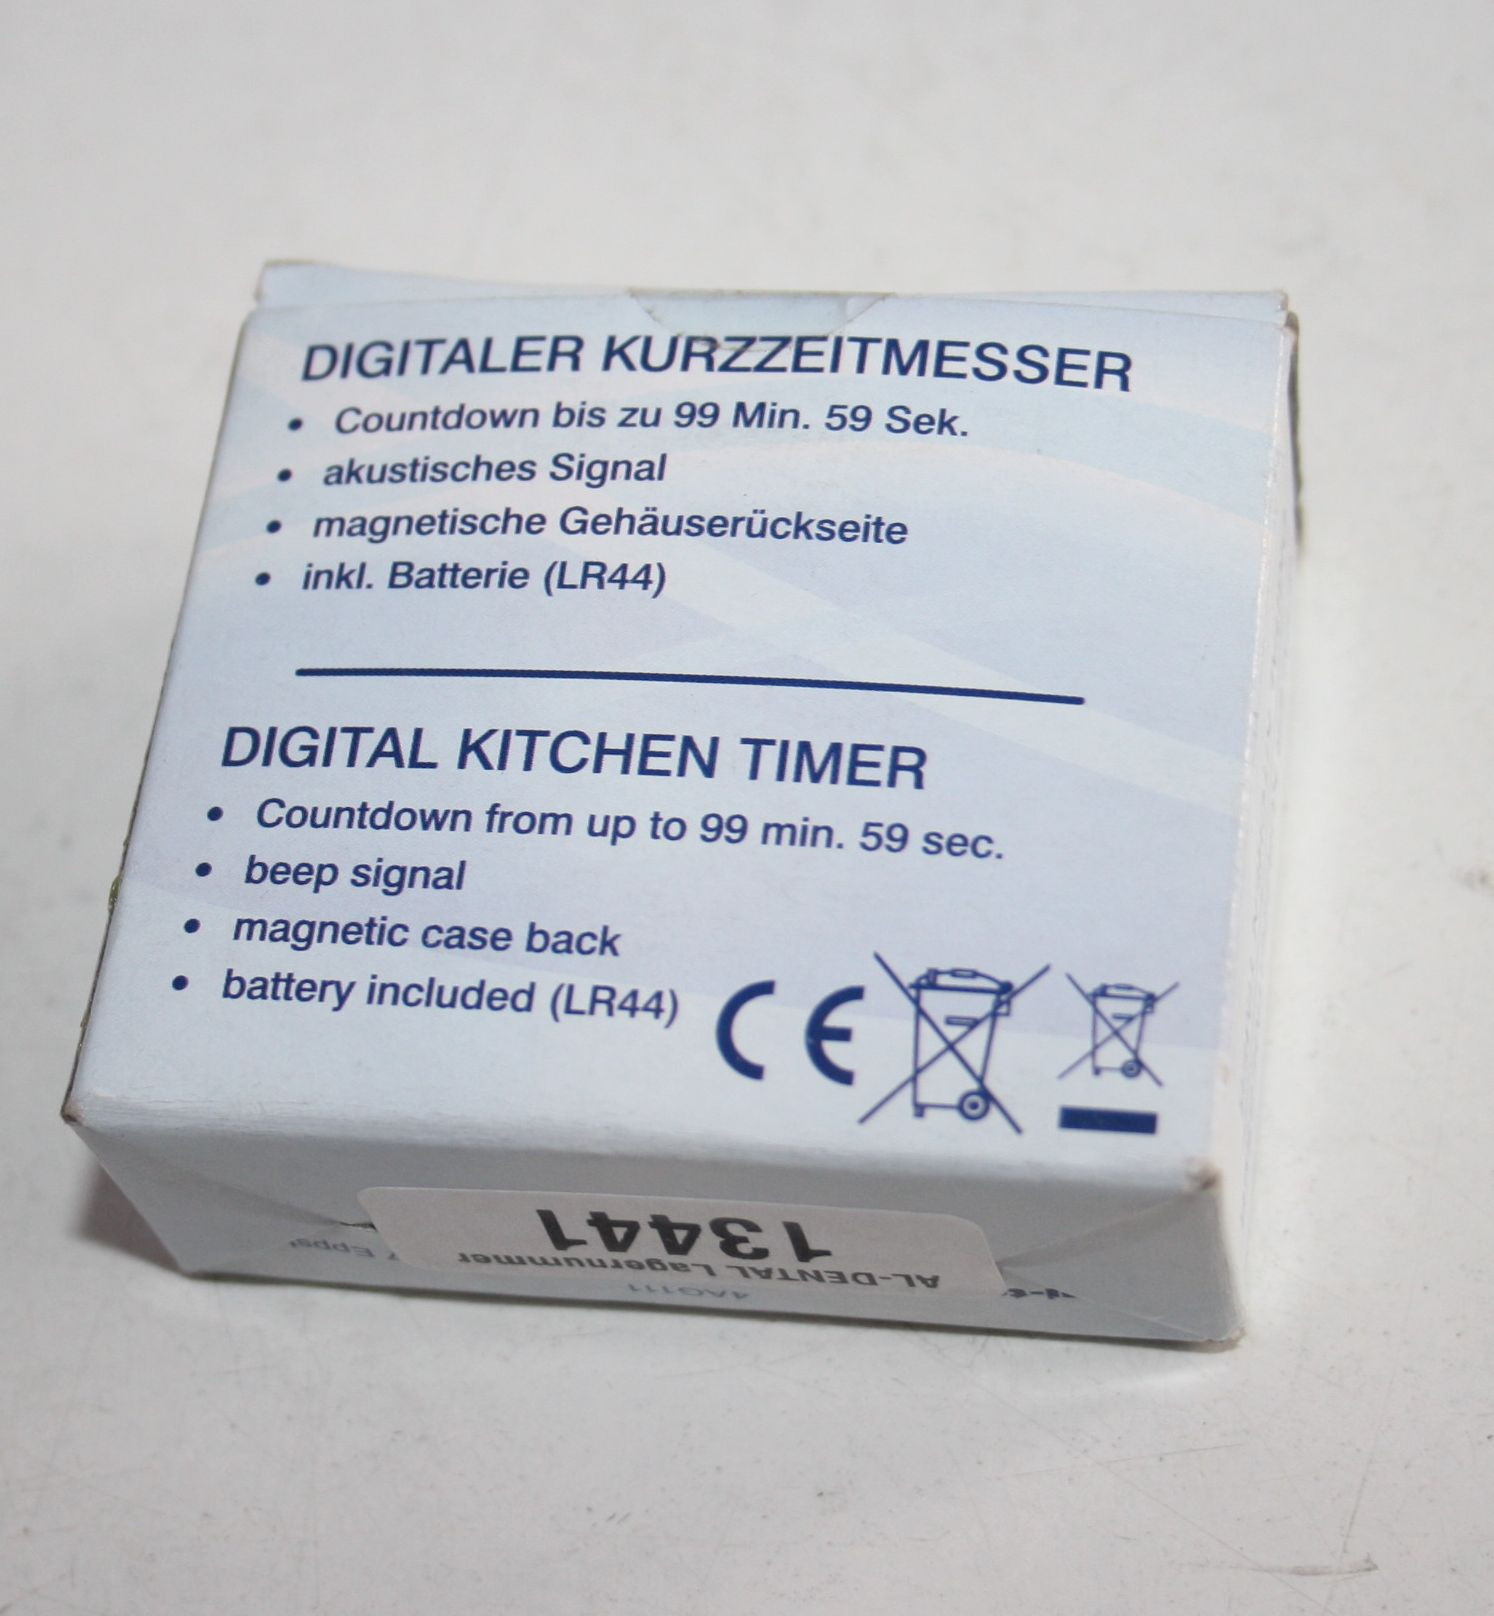 DIGITALER KURZZEITMESSER
• Countdown bis zu 99 Min. 59 Sek.
• akustisches Signal
• magnetische Gehäuserückseite
• inkl. Batterie (LR44)
DIGITAL KITCHEN TIMER
• Countdown from up to 99 min. 59 sec.
• beep signal
• magnetic case back
• battery included (LR44)
CE
AL-DENTAL Lagernummer
13441